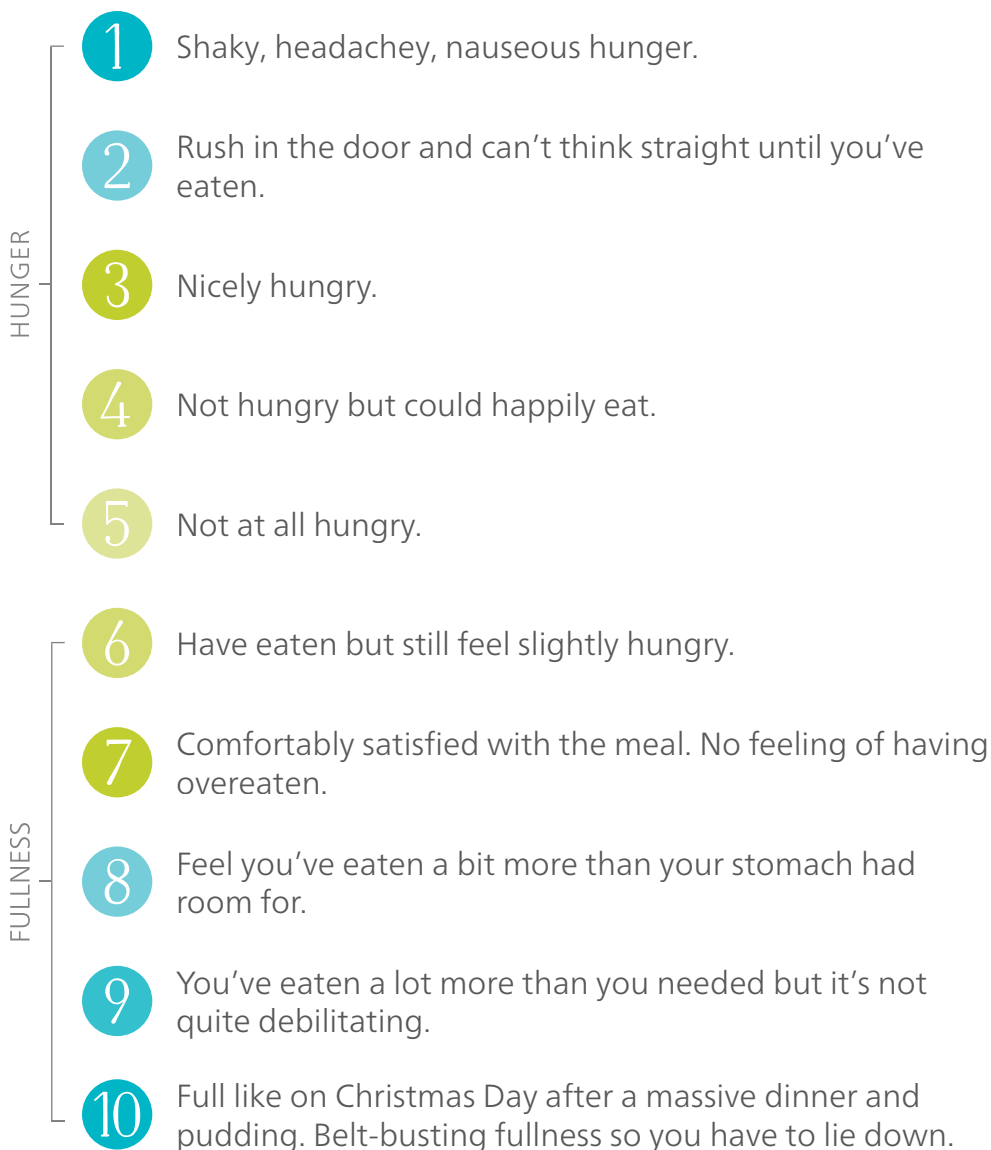 HUNGER
1 Shaky, headachey, nauseous hunger.
2 Rush in the door and can’t think straight until you’ve
eaten.
3 Nicely hungry.
4 Not hungry but could happily eat.
5 Not at all hungry.
FULLNESS
6 Have eaten but still feel slightly hungry.
7 Comfortably satisfied with the meal. No feeling of having
overeaten.
8 Feel you’ve eaten a bit more than your stomach had
room for.
9 You’ve eaten a lot more than you needed but it’s not
quite debilitating.
10 Full like on Christmas Day after a massive dinner and
pudding. Belt-busting fullness so you have to lie down.